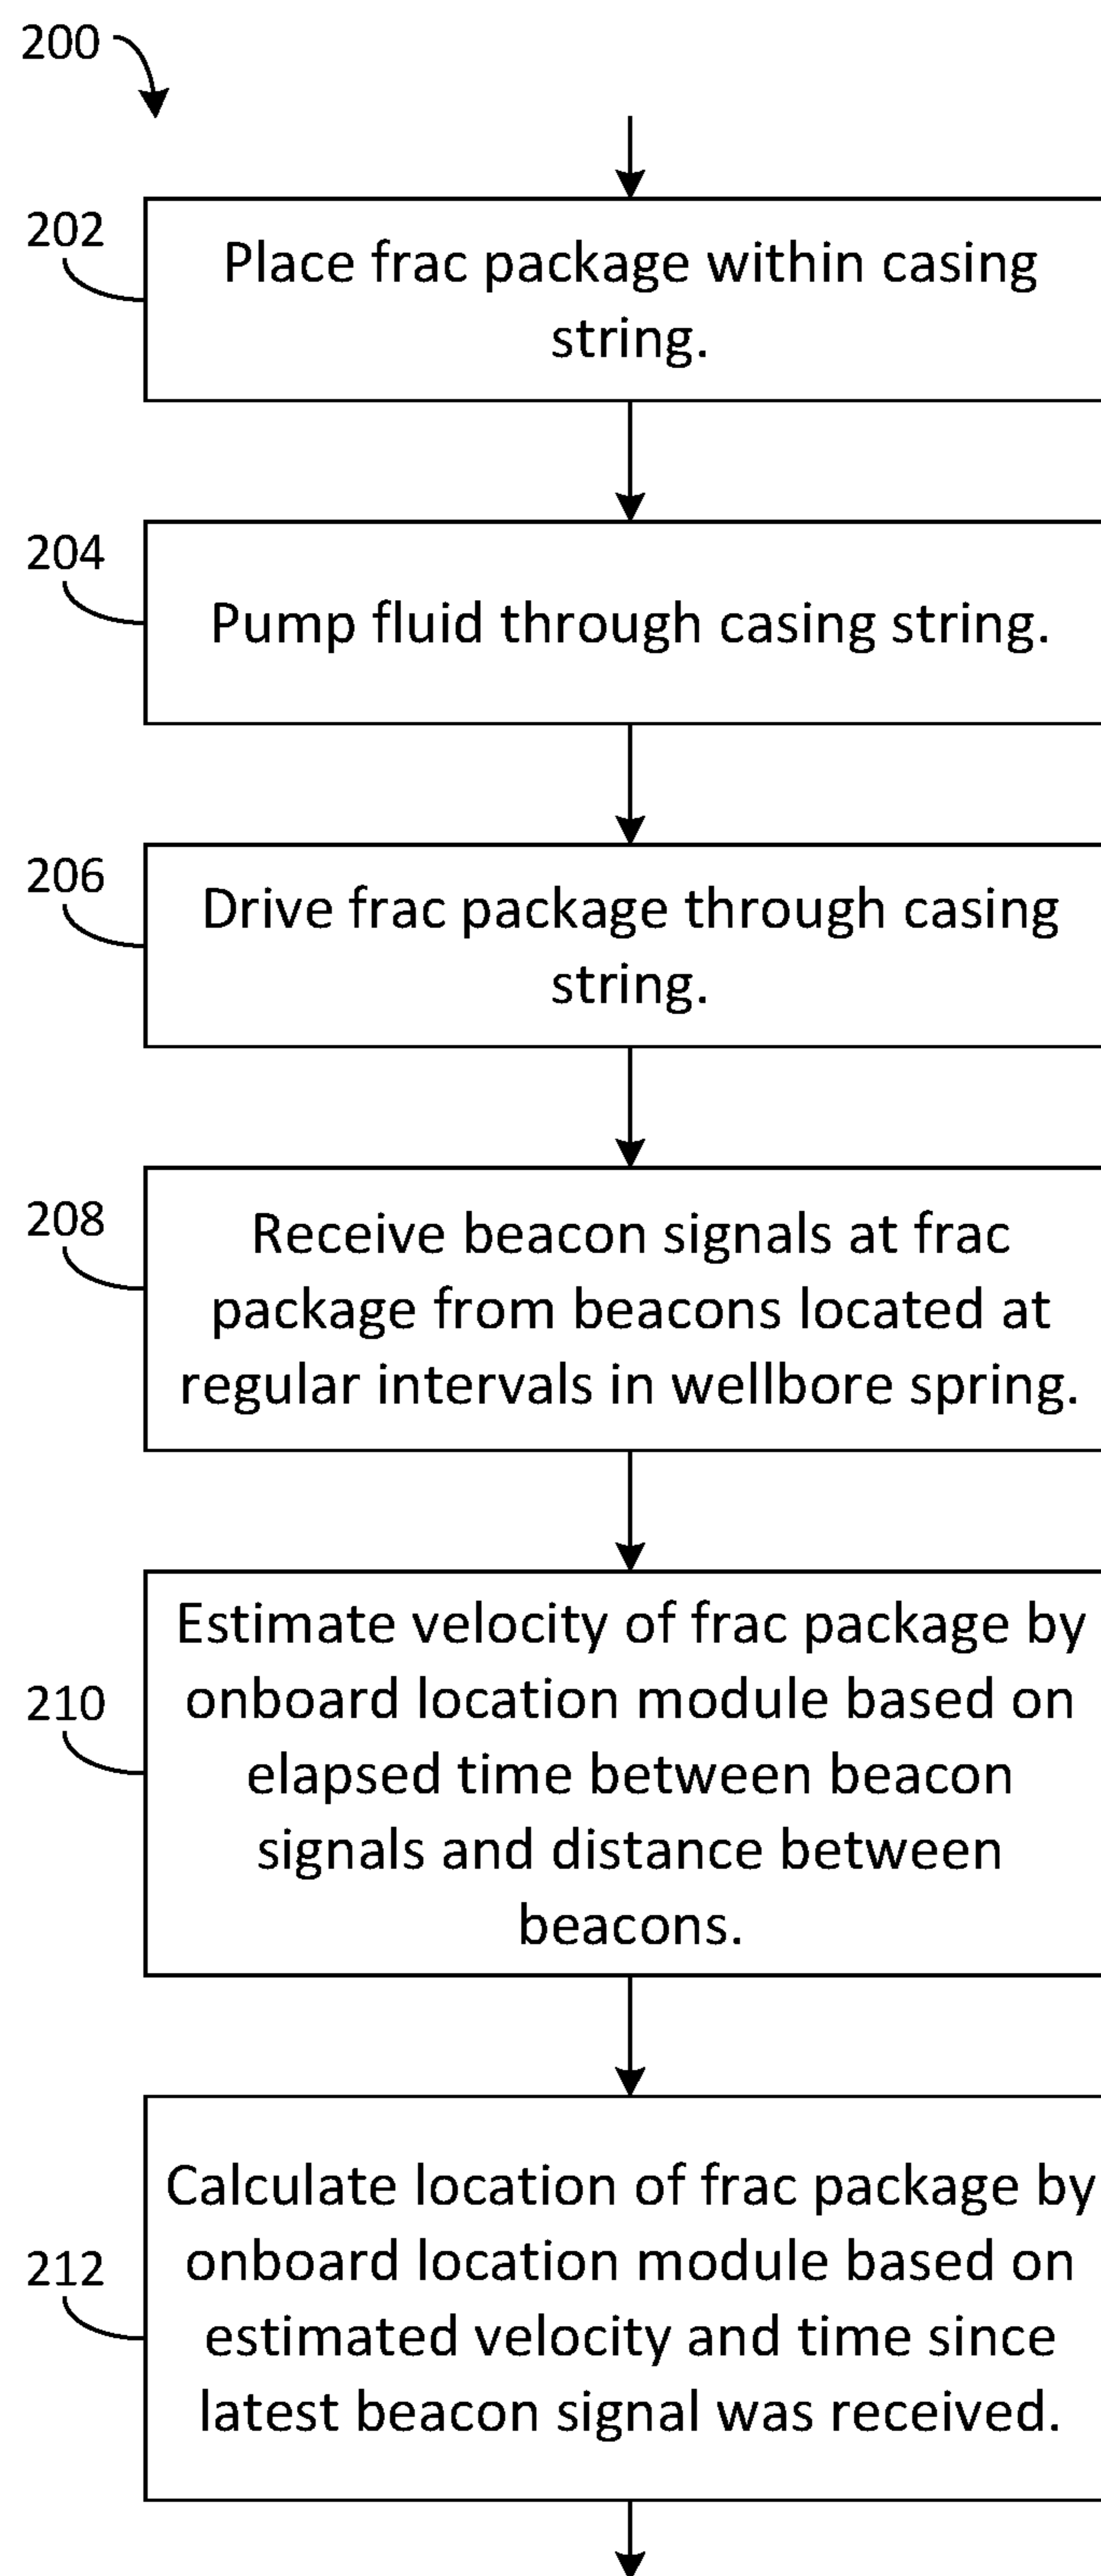 200
202
Place frac package within casing
string.
204
Pump fluid through casing string.
206
Drive frac package through casing
string.
208
Receive beacon signals at frac
package from beacons located at
regular intervals in wellbore spring.
210
Estimate velocity of frac package by
onboard location module based on
elapsed time between beacon
signals and distance between
beacons.
212
Calculate location of frac package by
onboard location module based on
estimated velocity and time since
latest beacon signal was received.